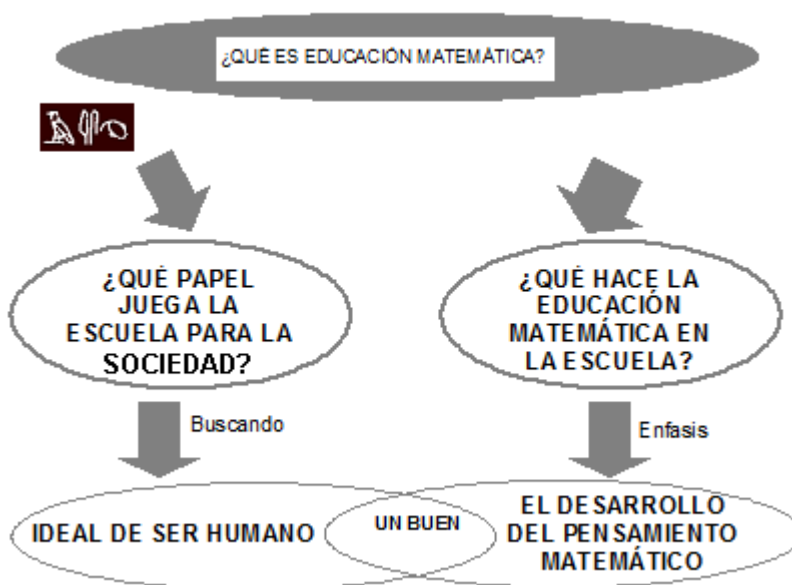 ¿QUÉ ES EDUCACIÓN MATEMÁTICA?
¿QUÉ PAPEL
JUEGA LA
ESCUELA PARA LA
SOCIEDAD?
¿QUÉ HACE LA
EDUCACIÓN
MATEMÁTICA EN
LA ESCUELA?
Buscando
Enfasis
IDEAL DE SER HUMANO
UN BUEN
EL DESARROLLO
DEL PENSAMIENTO
MATEMÁTICO